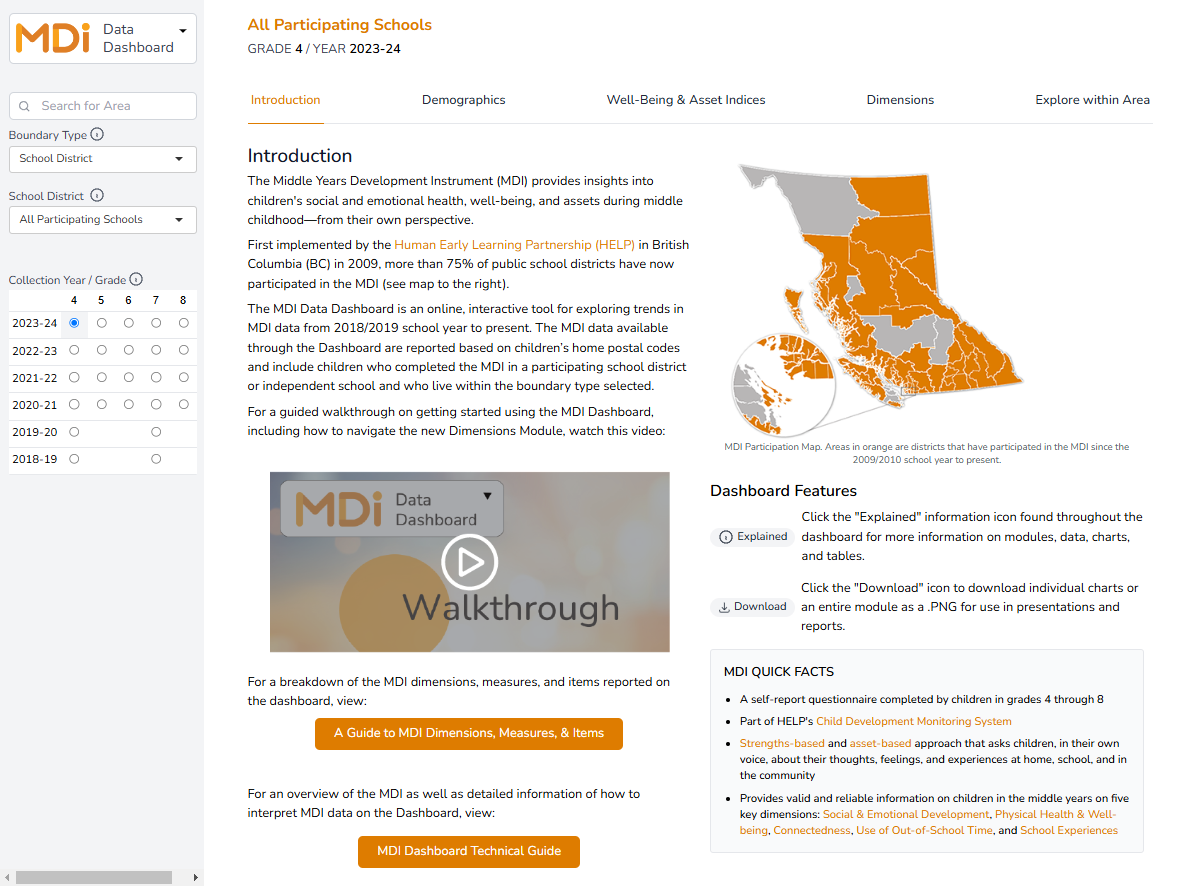 MDi Data
Dashboard
Search for Area
Boundary Type
School District
School District
All Participating Schools
Collection Year / Grade
4 5 6 7 8
2023-24
2022-23
2021-22
2020-21
2019-20
2018-19
All Participating Schools
GRADE 4 / YEAR 2023-24
Introduction Demographics Well-Being & Asset Indices Dimensions Explore within Area
Introduction
The Middle Years Development Instrument (MDI) provides insights into
children's social and emotional health, well-being, and assets during middle
childhood—from their own perspective.
First implemented by the Human Early Learning Partnership (HELP) in British
Columbia (BC) in 2009, more than 75% of public school districts have now
participated in the MDI (see map to the right).
The MDI Data Dashboard is an online, interactive tool for exploring trends in
MDI data from 2018/2019 school year to present. The MDI data available
through the Dashboard are reported based on children's home postal codes
and include children who completed the MDI in a participating school district
or independent school and who live within the boundary type selected.
For a guided walkthrough on getting started using the MDI Dashboard,
including how to navigate the new Dimensions Module, watch this video:
MDi Data
Dashboard
Walkthrough
For a breakdown of the MDI dimensions, measures, and items reported on
the dashboard, view:
A Guide to MDI Dimensions, Measures, & Items
For an overview of the MDI as well as detailed information of how to
interpret MDI data on the Dashboard, view:
MDI Dashboard Technical Guide
MDI Participation Map. Areas in orange are districts that have participated in the MDI since the
2009/2010 school year to present.
Dashboard Features
Explained
Click the "Explained" information icon found throughout the
dashboard for more information on modules, data, charts,
and tables.
Download
Click the "Download" icon to download individual charts or
an entire module as a .PNG for use in presentations and
reports.
MDI QUICK FACTS
• A self-report questionnaire completed by children in grades 4 through 8
• Part of HELP's Child Development Monitoring System
• Strengths-based and asset-based approach that asks children, in their own
voice, about their thoughts, feelings, and experiences at home, school, and in
the community
• Provides valid and reliable information on children in the middle years on five
key dimensions: Social & Emotional Development, Physical Health & Well-
being, Connectedness, Use of Out-of-School Time, and School Experiences